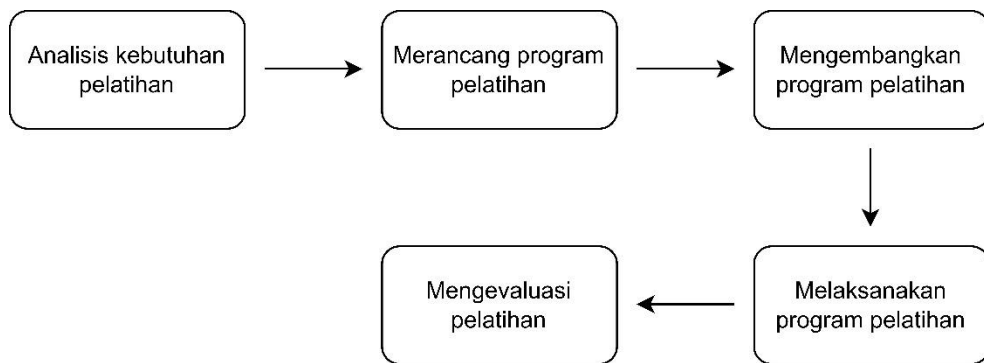 Analisis kebutuhan
pelatihan
Merancang program
pelatihan
Mengembangkan
program pelatihan
Melaksanakan
program pelatihan
Mengevaluasi
pelatihan